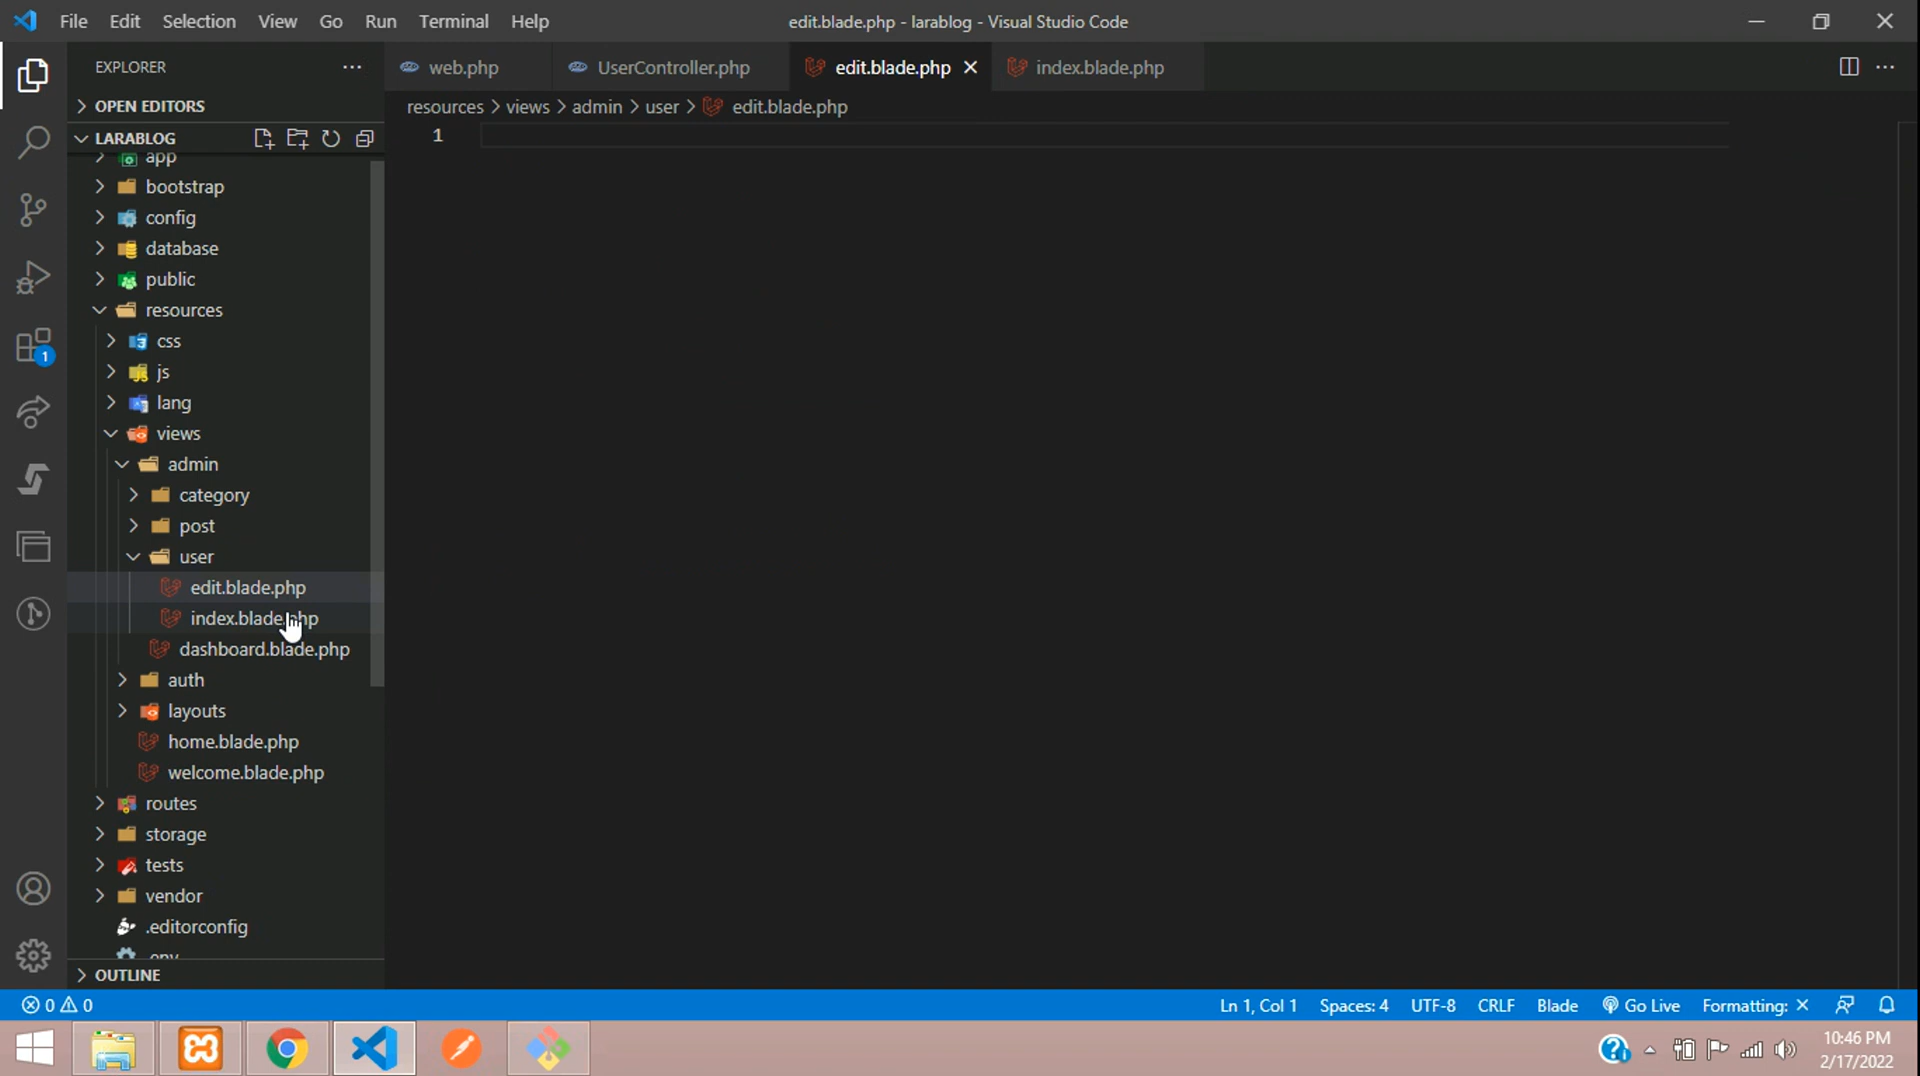 File Edit Selection View Go Run Terminal Help
edit.blade.php - larablog - Visual Studio Code
EXPLORER
web.php
UserController.php
edit.blade.php
index.blade.php
OPEN EDITORS
resources > views > admin > user > edit.blade.php
LARABLOG
1
app
bootstrap
config
database
public
resources
css
js
lang
views
admin
category
post
user
edit.blade.php
index.blade.php
dashboard.blade.php
auth
layouts
home.blade.php
welcome.blade.php
routes
storage
tests
vendor
.editorconfig
.env
OUTLINE
1
0 0
Ln 1, Col 1 Spaces: 4 UTF-8 CRLF Blade Go Live Formatting: ×
10:46 PM
2/17/2022